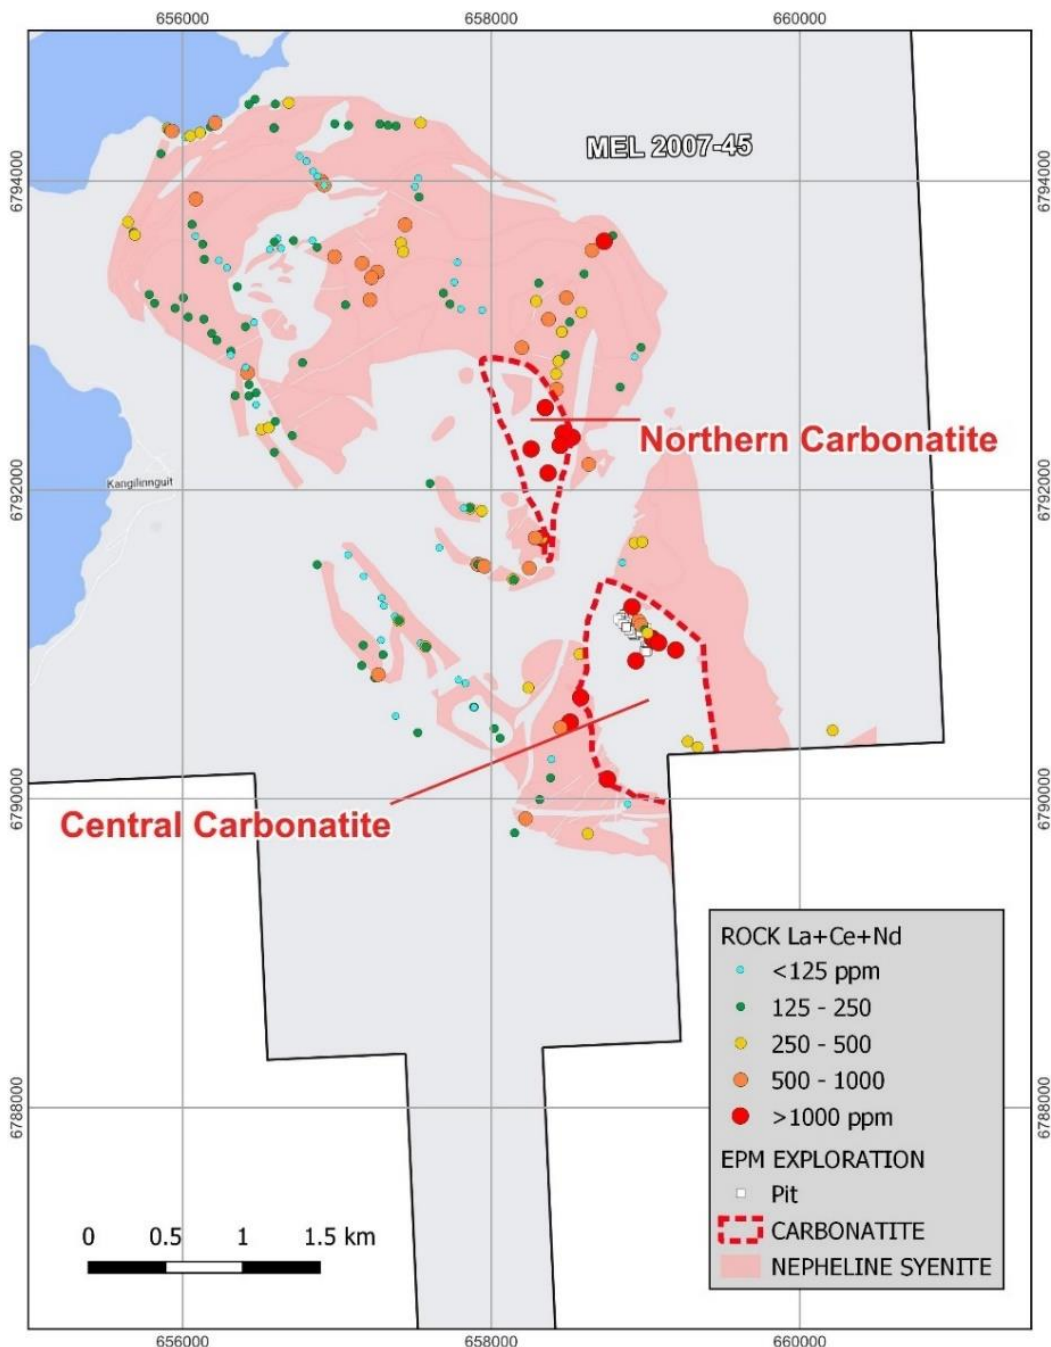 656000 658000 660000
MEL 2007-45
6794000 6794000
Northern Carbonatite
Kangilinnguit
6792000 6792000
6790000 6790000
Central Carbonatite
ROCK La+Ce+Nd
<125 ppm
125 - 250
250 - 500
500 - 1000
>1000 ppm
EPM EXPLORATION
Pit
CARBONATITE
NEPHELINE SYENITE
6788000 6788000
0 0.5 1 1.5 km
656000 658000 660000